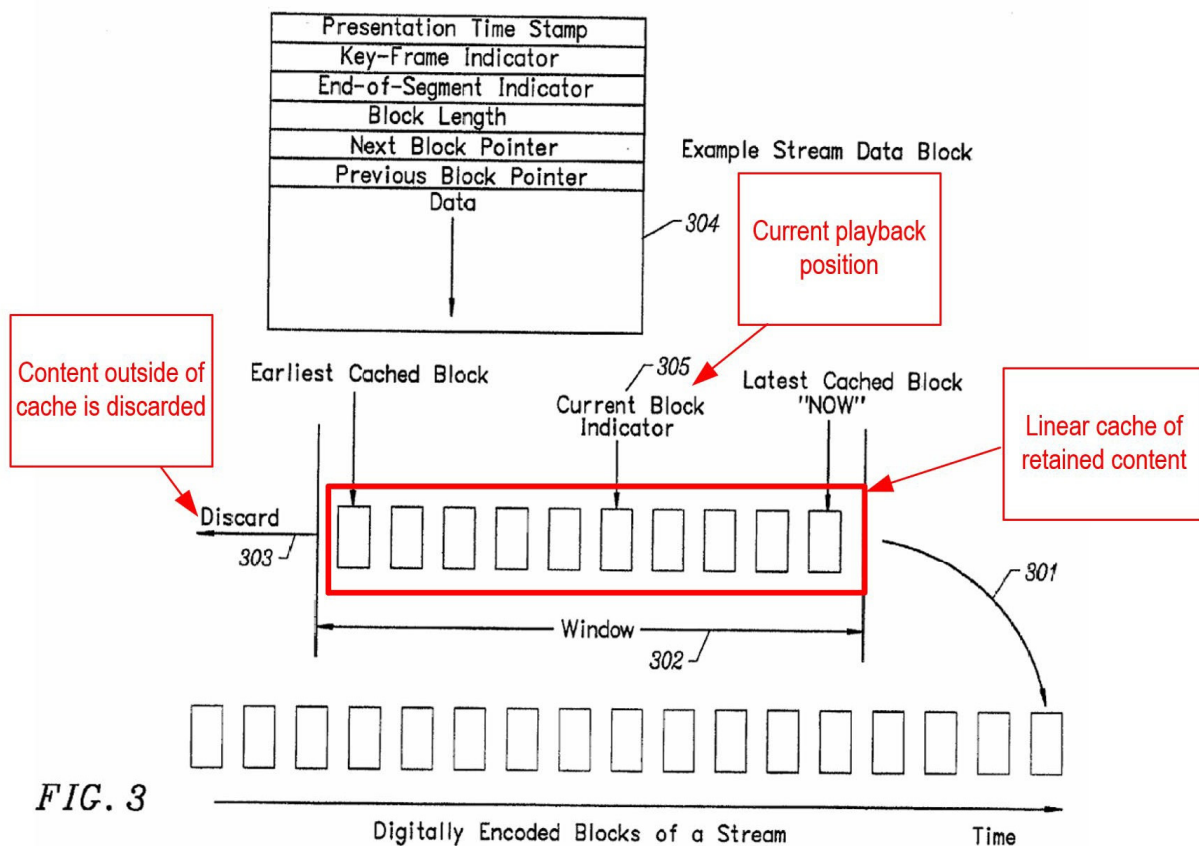 Presentation Time Stamp
Key-Frame Indicator
End-of-Segment Indicator
Block Length
Next Block Pointer
Previous Block Pointer
Data
304
Example Stream Data Block
Current playback
position
Content outside of
cache is discarded
Earliest Cached Block
305
Current Block
Indicator
Latest Cached Block
"NOW"
Linear cache of
retained content
Discard
303
301
Window
302
FIG. 3
Digitally Encoded Blocks of a Stream
Time